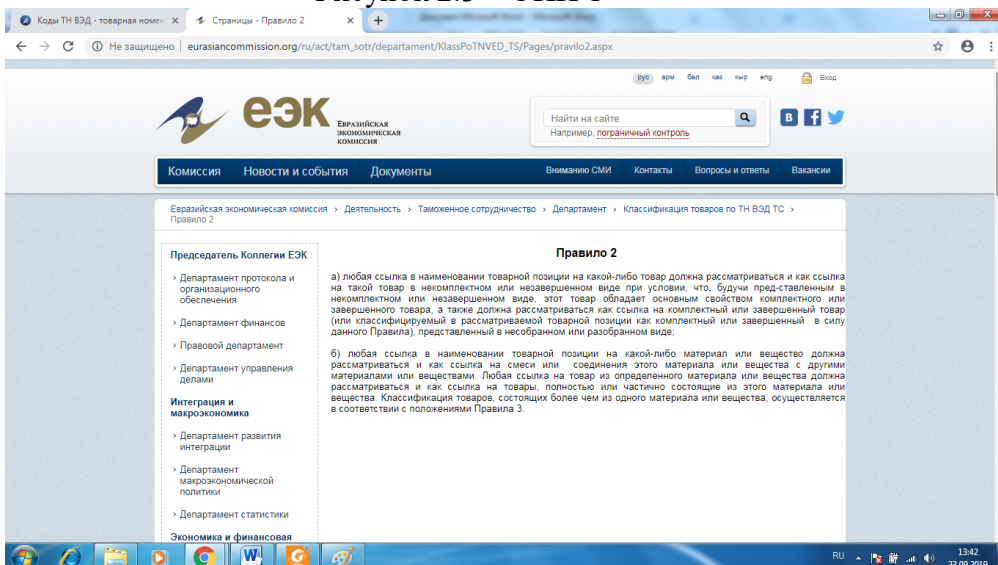 Коды ТН ВЭД - товарная номен
Страницы - Правило 2
Не защищено | eurasiancommission.org/ru/act/tam_sotr/departament/KlassPoTNVED_TS/Pages/pravilo2.aspx
рус арм бел каз кыр eng Вход
еэк
Евразийская
экономическая
комиссия
Найти на сайте
Например, пограничный контроль
Комиссия Новости и события Документы Вниманию СМИ Контакты Вопросы и ответы Вакансии
Евразийская экономическая комиссия › Деятельность › Таможенное сотрудничество › Департамент › Классификация товаров по ТН ВЭД ТС ›
Правило 2
Председатель Коллегии ЕЭК
› Департамент протокола и
организационного
обеспечения
› Департамент финансов
› Правовой департамент
› Департамент управления
делами
Интеграция и
макроэкономика
› Департамент развития
интеграции
› Департамент
макроэкономической
политики
› Департамент статистики
Экономика и финансовая
Правило 2
а) любая ссылка в наименовании товарной позиции на какой-либо товар должна рассматриваться и как ссылка
на такой товар в некомплектном или незавершенном виде при условии, что, будучи пред-ставленным в
некомплектном или незавершенном виде, этот товар обладает основным свойством комплектного или
завершенного товара, а также должна рассматриваться как ссылка на комплектный или завершенный товар
(или классифицируемый в рассматриваемой товарной позиции как комплектный или завершенный в силу
данного Правила), представленный в несобранном или разобранном виде;
б) любая ссылка в наименовании товарной позиции на какой-либо материал или вещество должна
рассматриваться и как ссылка на смеси или соединения этого материала или вещества с другими
материалами или веществами. Любая ссылка на товар из определенного материала или вещества должна
рассматриваться и как ссылка на товары, полностью или частично состоящие из этого материала или
вещества. Классификация товаров, состоящих более чем из одного материала или вещества, осуществляется
в соответствии с положениями Правила 3.
RU
13:42
23.09.2019